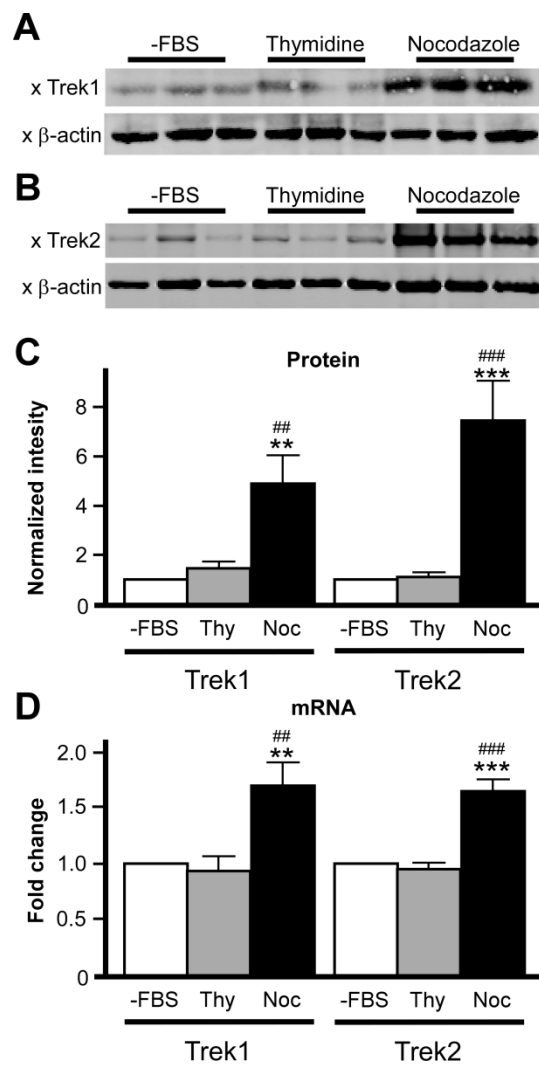 A
-FBS Thymidine Nocodazole
x Trek1
x β-actin
B
-FBS Thymidine Nocodazole
x Trek2
x β-actin
C
Protein
Normalized intesity
8
6
4
2
0
##
**
###
***
-FBS Thy Noc -FBS Thy Noc
Trek1 Trek2
D
mRNA
Fold change
2.0
1.5
1.0
0.5
0
##
**
###
***
-FBS Thy Noc -FBS Thy Noc
Trek1 Trek2